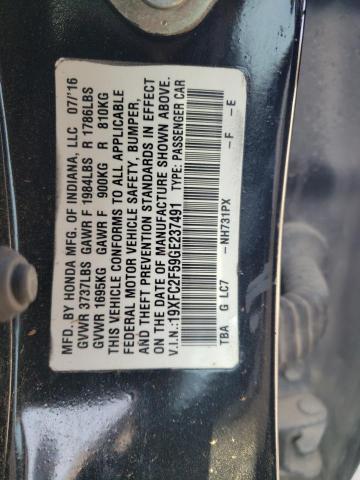 MFD BY HONDA MFG. OF INDIANA, LLC 07/'16
GVWR 3737LBS GAWR F 1984LBS R 1786LBS
GVWR 1695KG GAWR F 900KG R 810KG
THIS VEHICLE CONFORMS TO ALL APPLICABLE
FEDERAL MOTOR VEHICLE SAFETY, BUMPER,
AND THEFT PREVENTION STANDARDS IN EFFECT
ON THE DATE OF MANUFACTURE SHOWN ABOVE.
V.I.N.:19XFC2F59GE237491 TYPE: PASSENGER CAR
TBA G LC7 -NH731PX -F -E